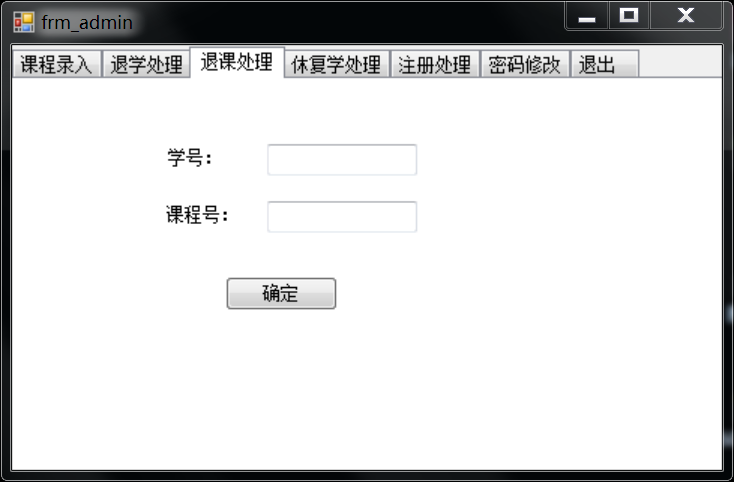 frm_admin
课程录入 退学处理 退课处理 休复学处理 注册处理 密码修改 退出
学号：
课程号：
确定